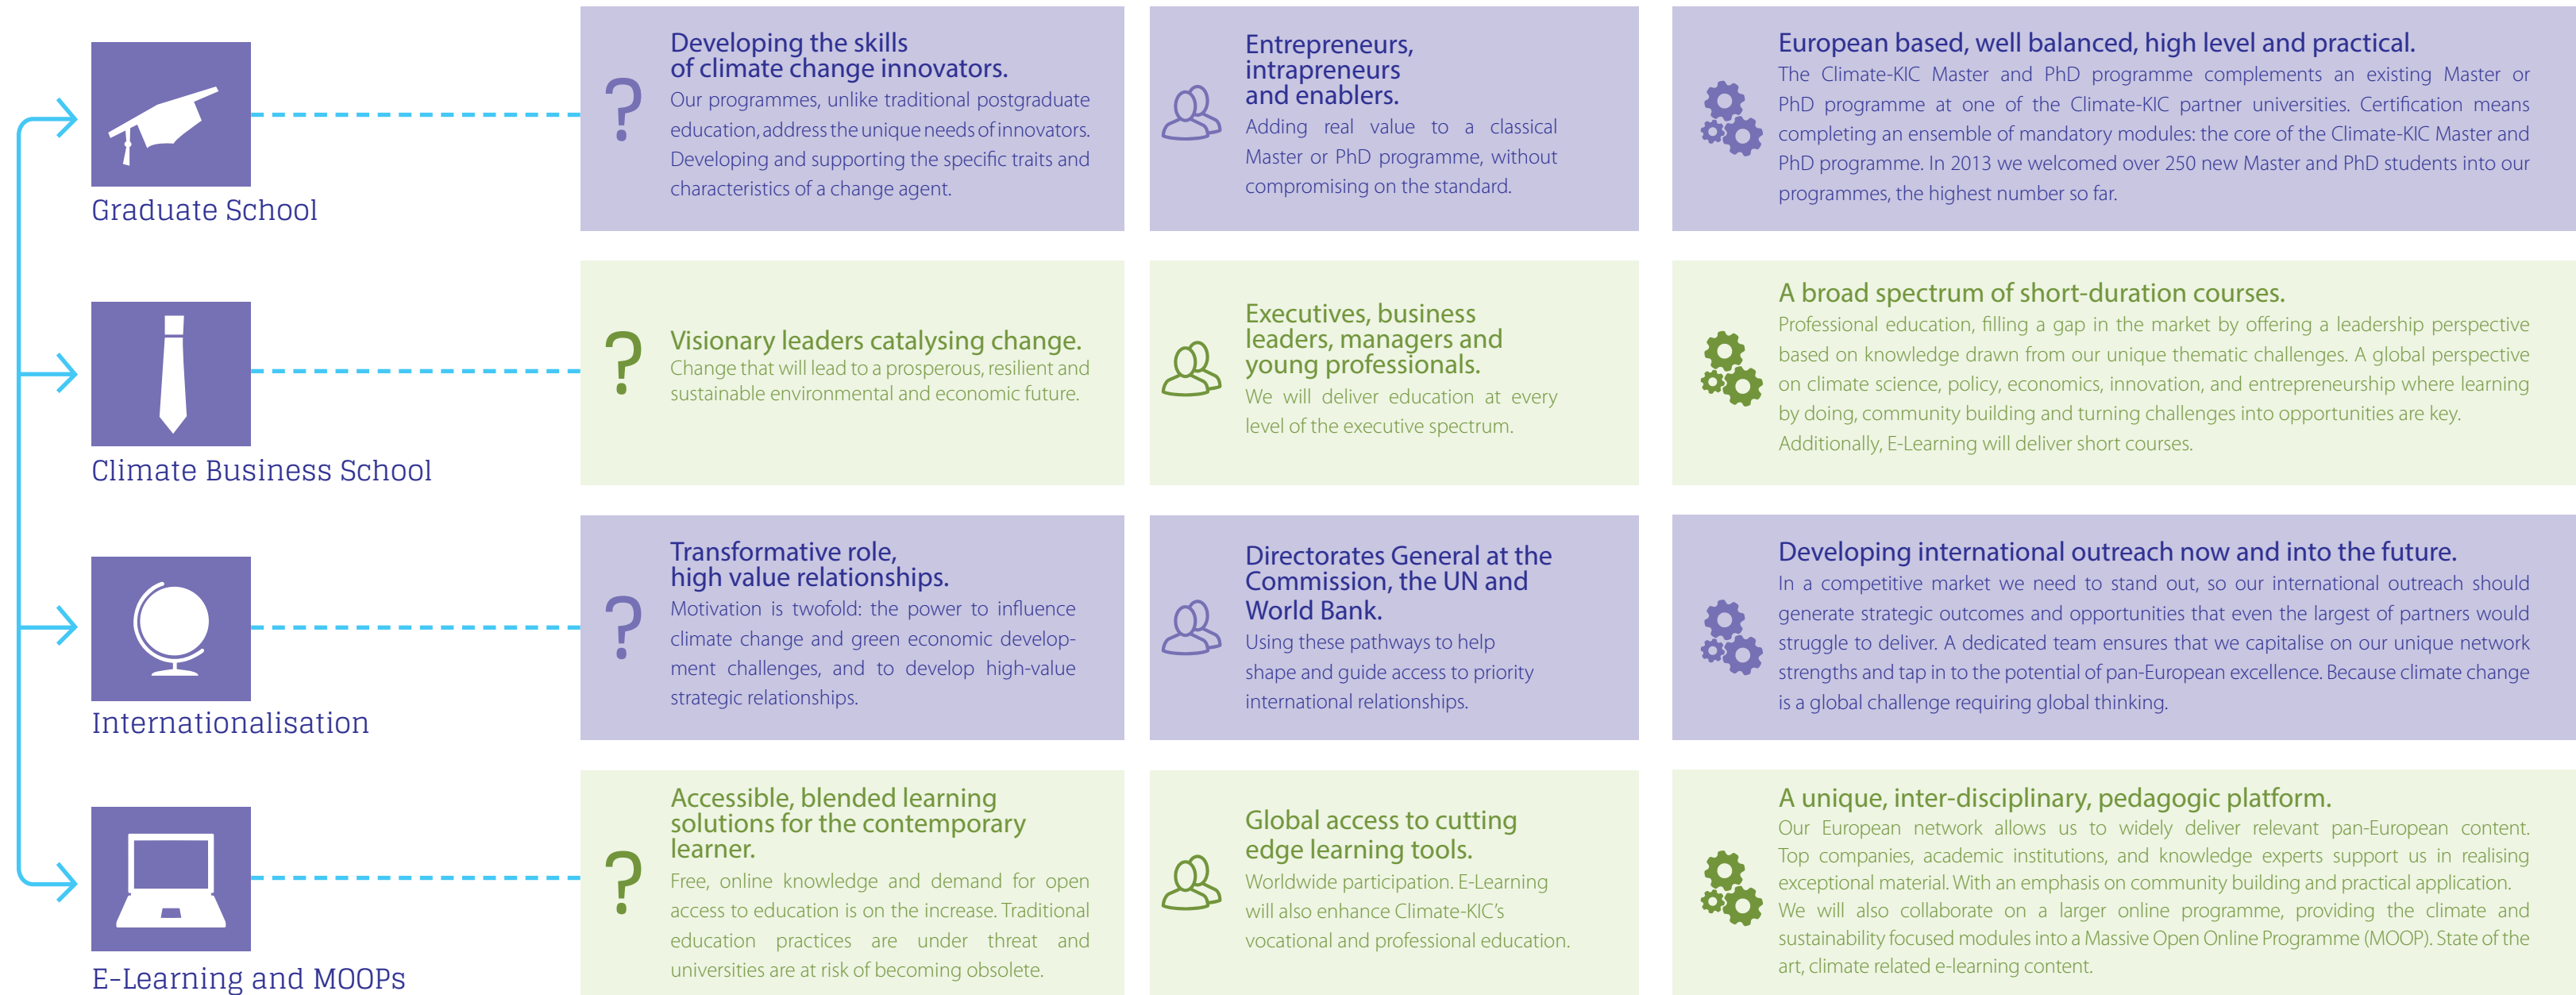 Graduate School
Developing the skills
of climate change innovators.
Our programmes, unlike traditional postgraduate
education, address the unique needs of innovators.
Developing and supporting the specific traits and
characteristics of a change agent.
Entrepreneurs,
intrapreneurs
and enablers.
Adding real value to a classical
Master or PhD programme, without
compromising on the standard.
European based, well balanced, high level and practical.
The Climate-KIC Master and PhD programme complements an existing Master or
PhD programme at one of the Climate-KIC partner universities. Certification means
completing an ensemble of mandatory modules: the core of the Climate-KIC Master and
PhD programme. In 2013 we welcomed over 250 new Master and PhD students into our
programmes, the highest number so far.
Climate Business School
Visionary leaders catalysing change.
Change that will lead to a prosperous, resilient and
sustainable environmental and economic future.
Executives, business
leaders, managers and
young professionals.
We will deliver education at every
level of the executive spectrum.
A broad spectrum of short-duration courses.
Professional education, filling a gap in the market by offering a leadership perspective
based on knowledge drawn from our unique thematic challenges. A global perspective
on climate science, policy, economics, innovation, and entrepreneurship where learning
by doing, community building and turning challenges into opportunities are key.
Additionally, E-Learning will deliver short courses.
Internationalisation
Transformative role,
high value relationships.
Motivation is twofold: the power to influence
climate change and green economic develop-
ment challenges, and to develop high-value
strategic relationships.
Directorates General at the
Commission, the UN and
World Bank.
Using these pathways to help
shape and guide access to priority
international relationships.
Developing international outreach now and into the future.
In a competitive market we need to stand out, so our international outreach should
generate strategic outcomes and opportunities that even the largest of partners would
struggle to deliver. A dedicated team ensures that we capitalise on our unique network
strengths and tap in to the potential of pan-European excellence. Because climate change
is a global challenge requiring global thinking.
E-Learning and MOOPs
Accessible, blended learning
solutions for the contemporary
learner.
Free, online knowledge and demand for open
access to education is on the increase. Traditional
education practices are under threat and
universities are at risk of becoming obsolete.
Global access to cutting
edge learning tools.
Worldwide participation. E-Learning
will also enhance Climate-KIC’s
vocational and professional education.
A unique, inter-disciplinary, pedagogic platform.
Our European network allows us to widely deliver relevant pan-European content.
Top companies, academic institutions, and knowledge experts support us in realising
exceptional material. With an emphasis on community building and practical application.
We will also collaborate on a larger online programme, providing the climate and
sustainability focused modules into a Massive Open Online Programme (MOOP). State of the
art, climate related e-learning content.